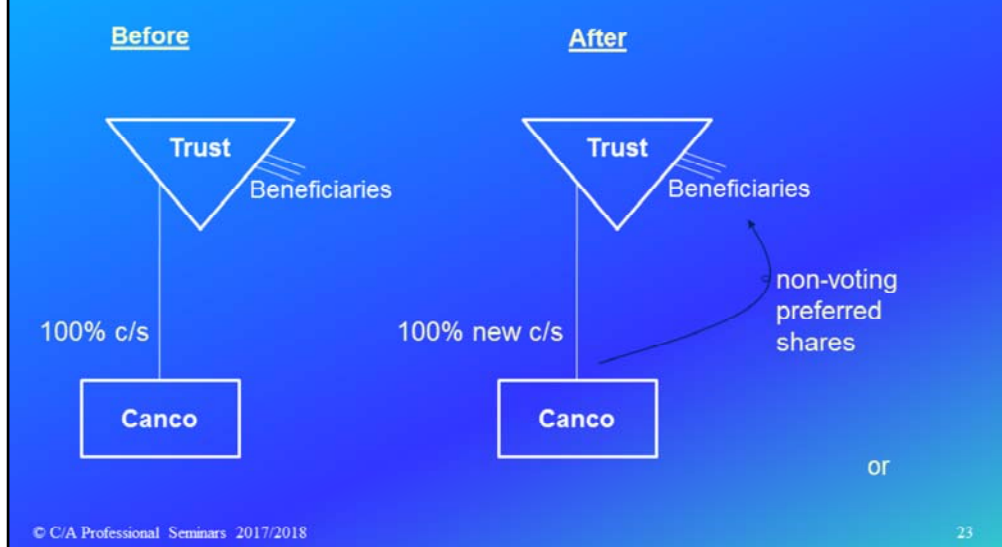 Before
After
Trust
Beneficiaries
Trust
Beneficiaries
non-voting
preferred
shares
100% c/s
100% new c/s
Canco
Canco
or
© C/A Professional Seminars 2017/2018
23